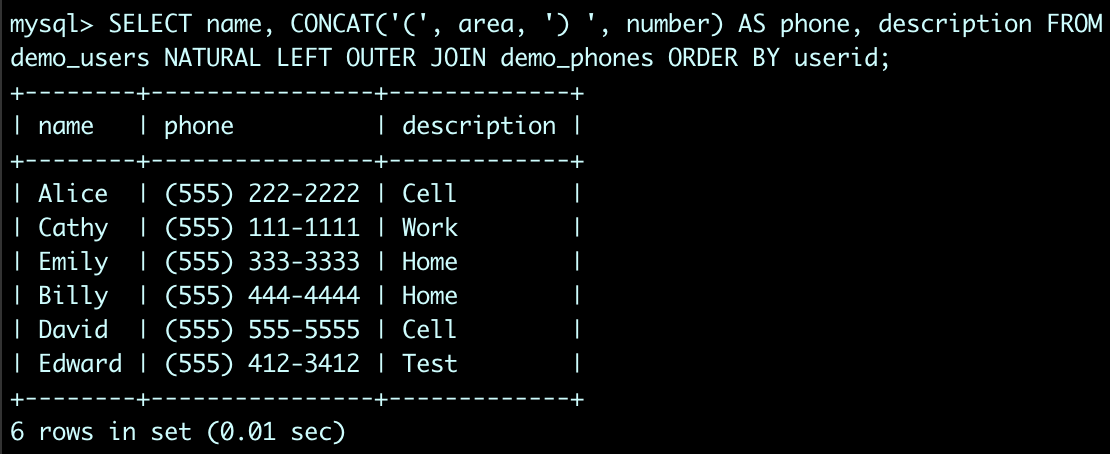 mysql> SELECT name, CONCAT('(', area, ') ', number) AS phone, description FROM
demo_users NATURAL LEFT OUTER JOIN demo_phones ORDER BY userid;
+--------+----------------+-------------+
| name   | phone          | description |
+--------+----------------+-------------+
| Alice  | (555) 222-2222 | Cell        |
| Cathy  | (555) 111-1111 | Work        |
| Emily  | (555) 333-3333 | Home        |
| Billy  | (555) 444-4444 | Home        |
| David  | (555) 555-5555 | Cell        |
| Edward | (555) 412-3412 | Test        |
+--------+----------------+-------------+
6 rows in set (0.01 sec)